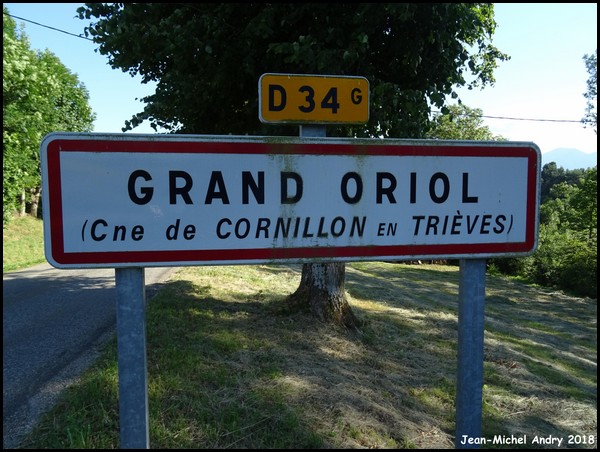 D 34 G
GRAND ORIOL
(Cne de CORNILLON EN TRIÈVES)
Jean-Michel Andry 2018